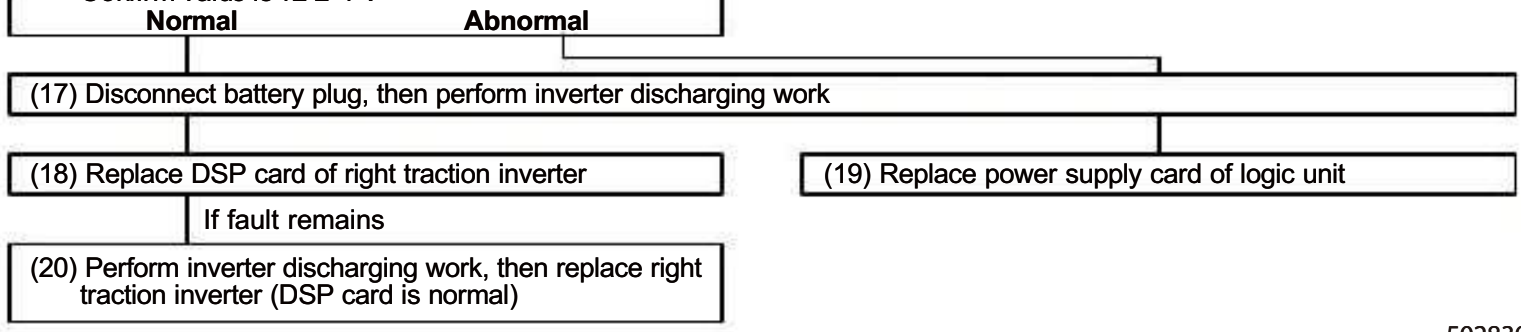 Normal Abnormal
(17) Disconnect battery plug, then perform inverter discharging work
(18) Replace DSP card of right traction inverter
(19) Replace power supply card of logic unit
If fault remains
(20) Perform inverter discharging work, then replace right
traction inverter (DSP card is normal)